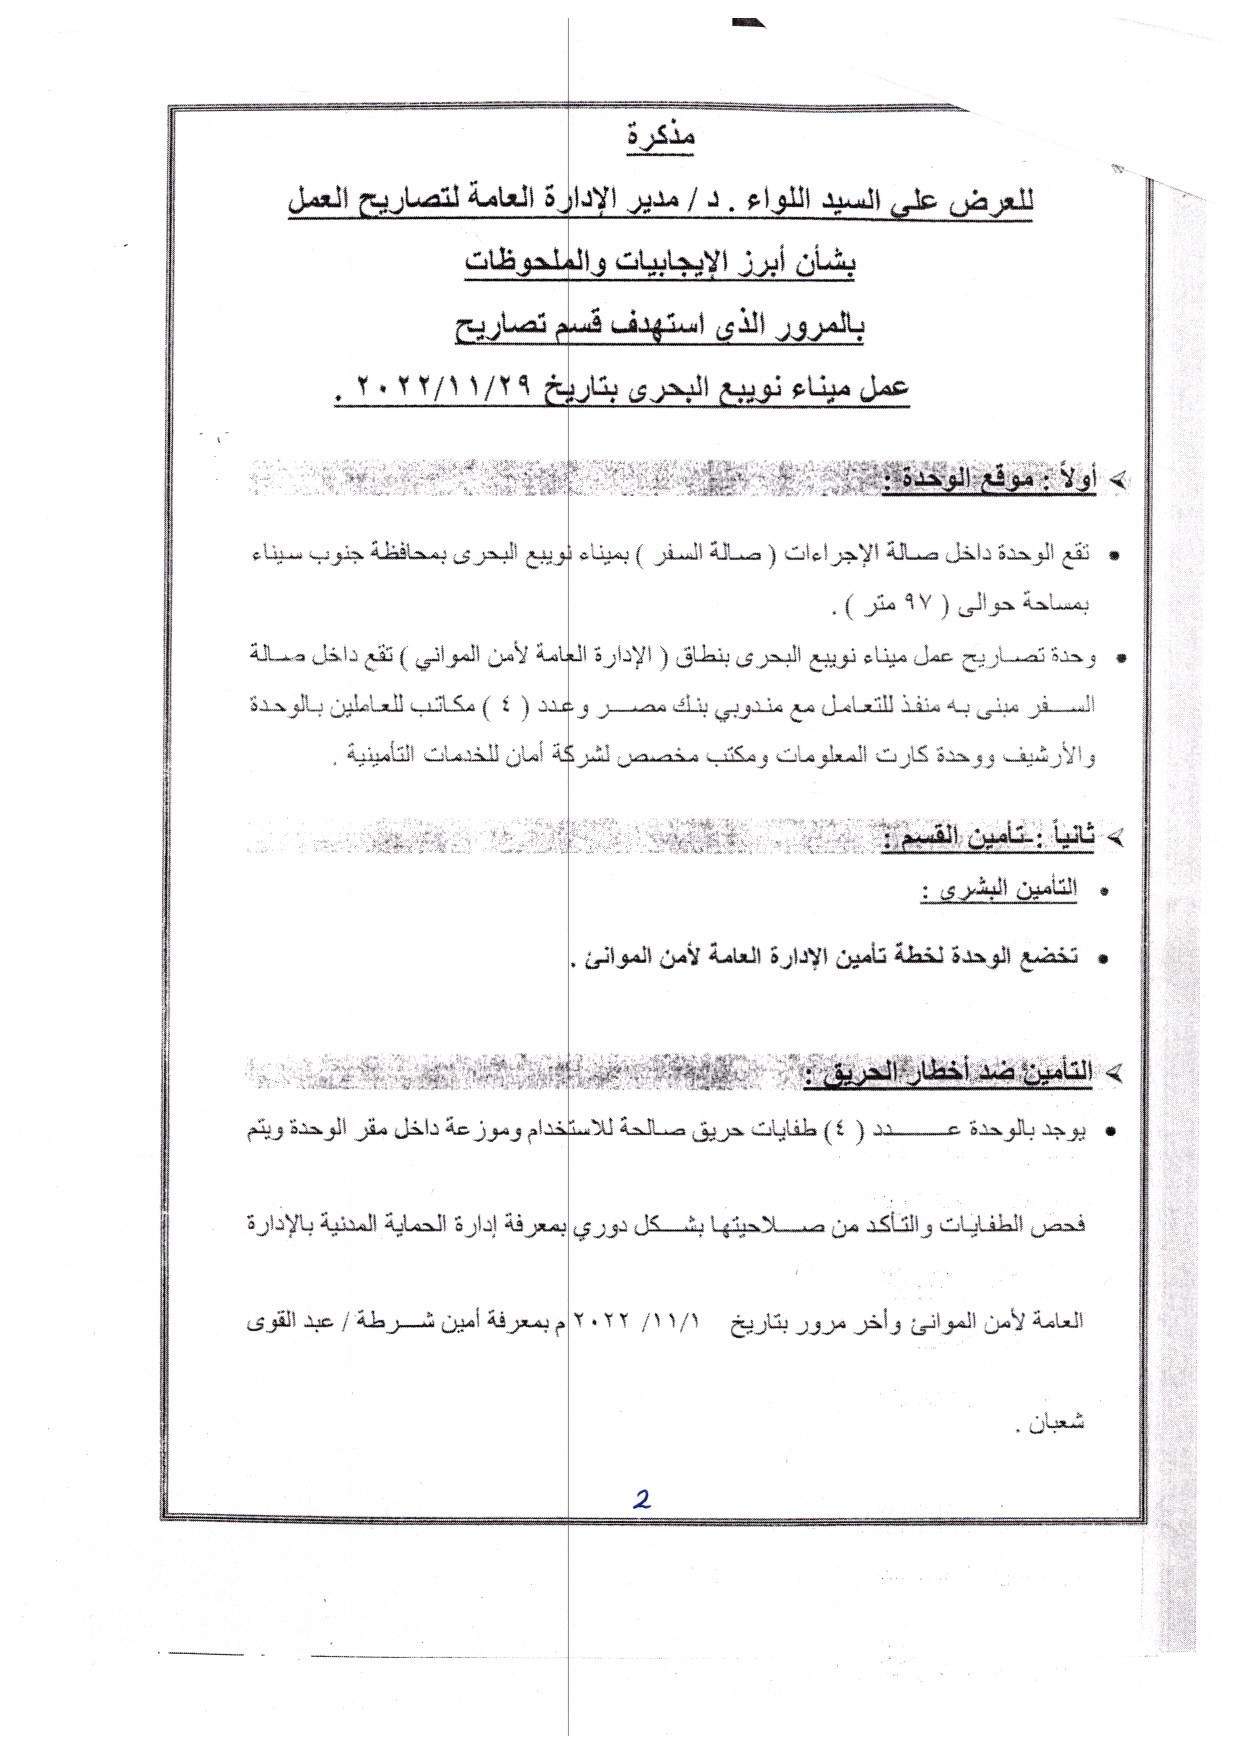 مذكرة
للعرض علي السيد اللواء . د / مدير الإدارة العامة لتصاريح العمل
بشأن أبرز الإيجابيات والملحوظات
بالمرور الذي استهدف قسم تصاريح
عمل ميناء نويبع البحرى بتاريخ ٢٠٢٢/١١/٢٩ .
أولاً : موقع الوحدة :
• تقع الوحدة داخل صالة الإجراءات ( صالة السفر ) بميناء نويبع البحرى بمحافظة جنوب سيناء
بمساحة حوالى ( ٩٧ متر ) .
• وحدة تصاريح عمل ميناء نويبع البحرى بنطاق ( الإدارة العامة لأمن المواني ) تقع داخل صالة
السفر مبنى به منفذ للتعامل مع مندوبي بنك مصر وعدد ( ٤ ) مكاتب للعاملين بالوحدة
والأرشيف ووحدة كارت المعلومات ومكتب مخصص لشركة أمان للخدمات التأمينية .
ثانياً : تأمين القسم :
• التأمين البشرى :
• تخضع الوحدة لخطة تأمين الإدارة العامة لأمن الموانئ .
التأمين ضد أخطار الحريق :
• يوجد بالوحدة عدد ( ٤) طفايات حريق صالحة للاستخدام وموزعة داخل مقر الوحدة ويتم
فحص الطفايات والتأكد من صلاحيتها بشكل دوري بمعرفة إدارة الحماية المدنية بالإدارة
العامة لأمن الموانئ وأخر مرور بتاريخ ٢٠٢٢ /١١/١ م بمعرفة أمين شرطة / عبد القوى
شعبان .
2